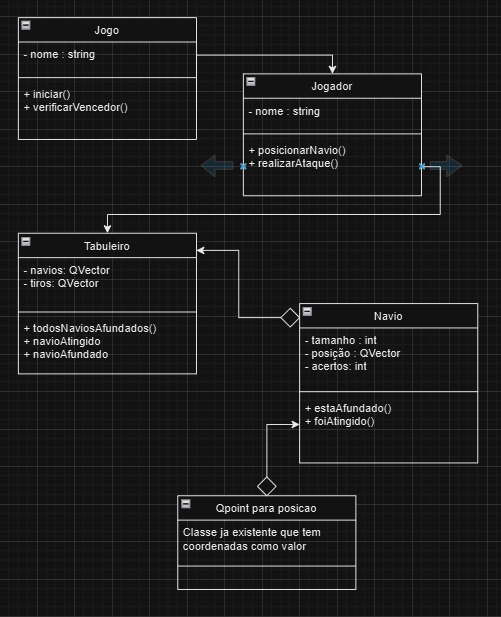 Jogo
- nome : string
+ iniciar()
+ verificarVencedor()
Jogador
- nome : string
+ posicionarNavio()
+ realizarAtaque()
Tabuleiro
- navios: QVector
- tiros: QVector
+ todosNaviosAfundados()
+ navioAtingido
+ navioAfundado
Navio
- tamanho : int
- posição : QVector
- acertos: int
+ estaAfundado()
+ foiAtingido()
Qpoint para posicao
Classe ja existente que tem
coordenadas como valor